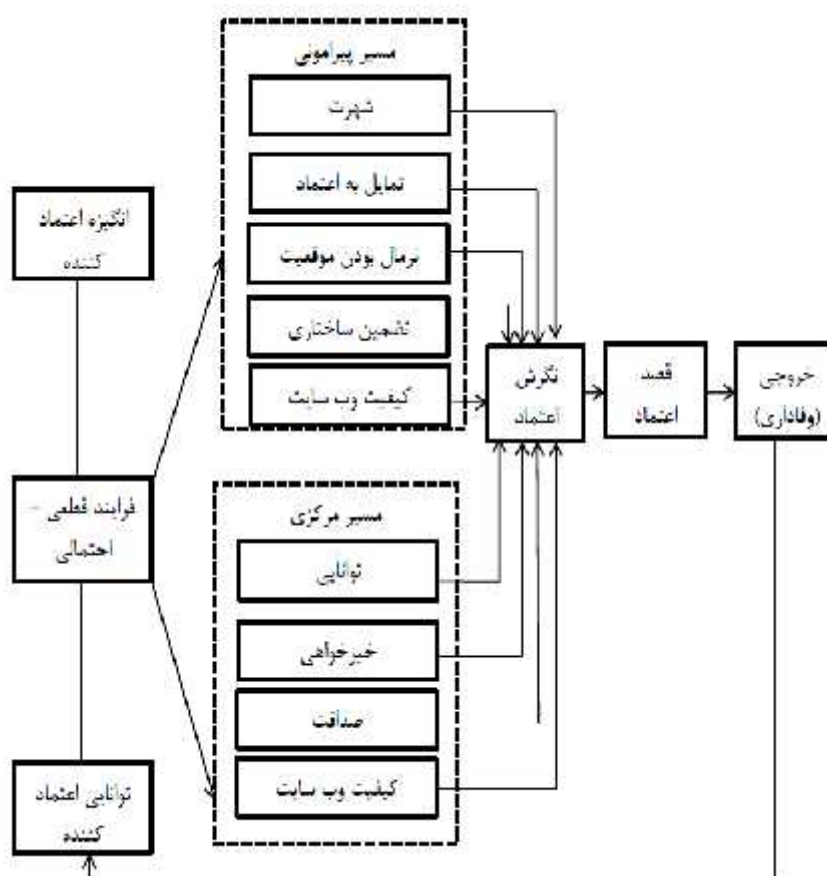 مسیر پیرامونی
شهرت
تمایل به اعتماد
نرمال بودن موقعیت
تضمین ساختاری
کیفیت وب سایت
انگیزه اعتماد
کننده
فرایند قطعی -
احتمالی
توانایی اعتماد
کننده
مسیر مرکزی
توانایی
خیرخواهی
صداقت
کیفیت وب سایت
نگرش
اعتماد
قصد
اعتماد
خروجی
(وفاداری)